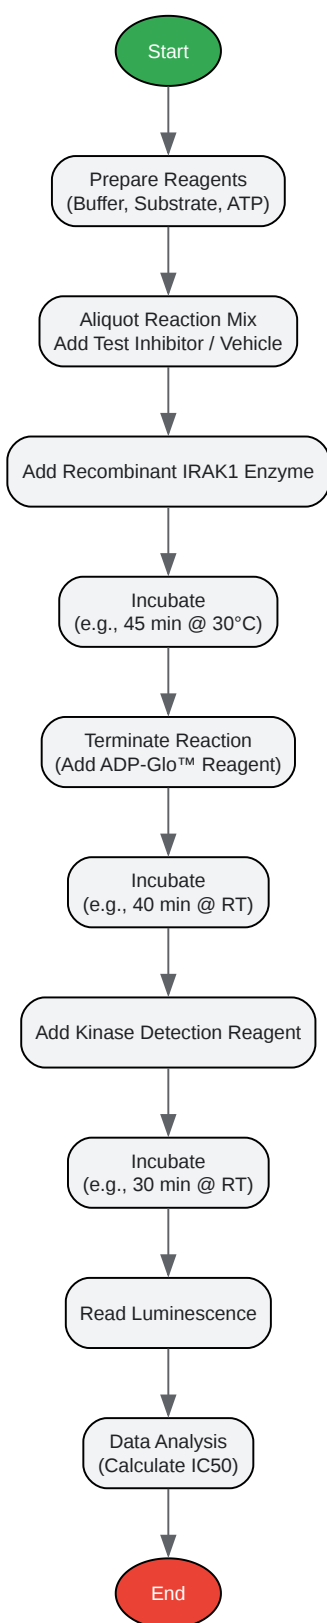 Start
Prepare Reagents
(Buffer, Substrate, ATP)
Aliquot Reaction Mix
Add Test Inhibitor / Vehicle
Add Recombinant IRAK1 Enzyme
Incubate
(e.g., 45 min @ 30°C)
Terminate Reaction
(Add ADP-Glo™ Reagent)
Incubate
(e.g., 40 min @ RT)
Add Kinase Detection Reagent
Incubate
(e.g., 30 min @ RT)
Read Luminescence
Data Analysis
(Calculate IC50)
End